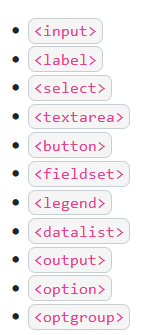 <input>
<label>
<select>
<textarea>
<button>
<fieldset>
<legend>
<datalist>
<output>
<option>
<optgroup>